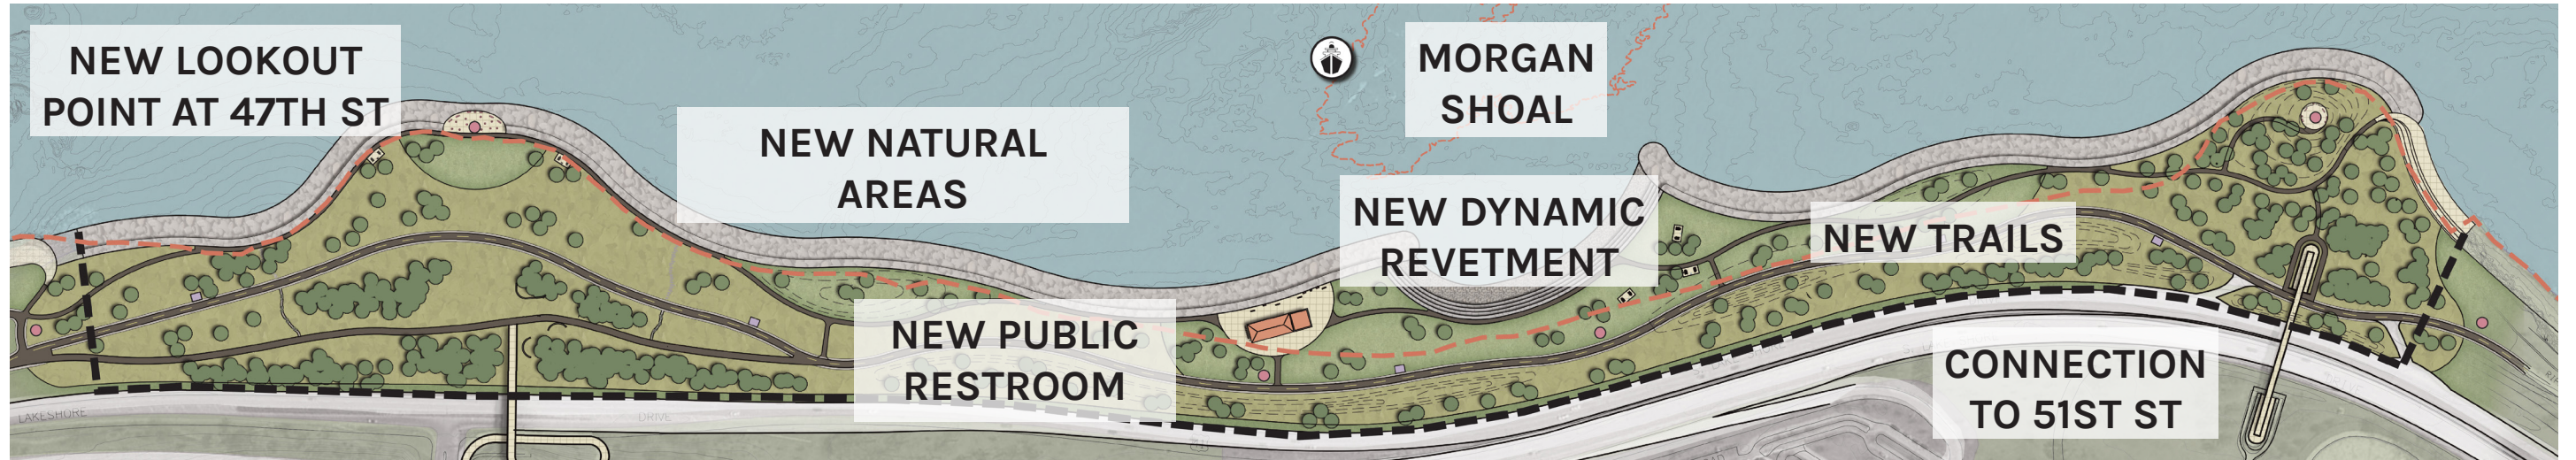 NEW LOOKOUT
POINT AT 47TH ST
NEW NATURAL
AREAS
MORGAN
SHOAL
NEW DYNAMIC
REVETMENT
NEW TRAILS
NEW PUBLIC
RESTROOM
CONNECTION
TO 51ST ST
LAKESHORE
DRIVE